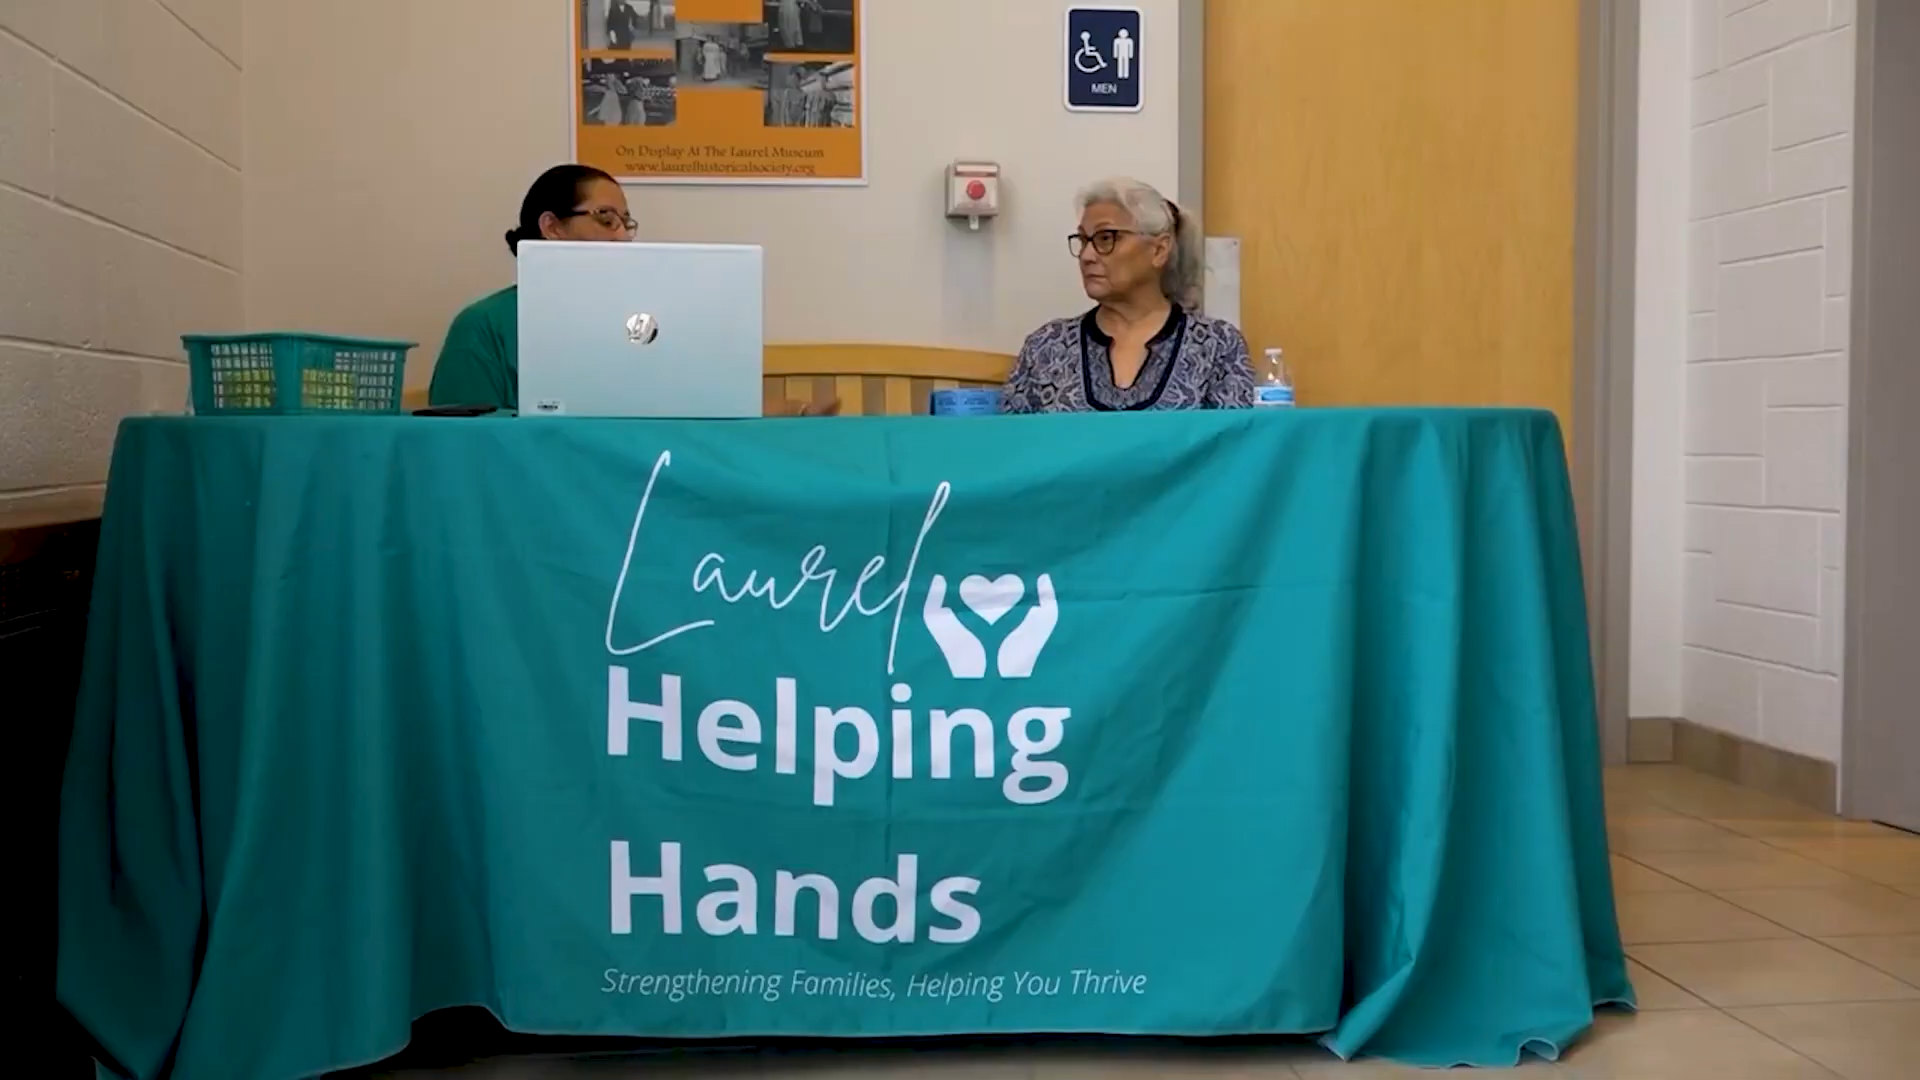 On Display At The Laurel Museum
www.laurelhistoricalsociety.org
MEN
Laurel
Helping
Hands
Strengthening Families, Helping You Thrive